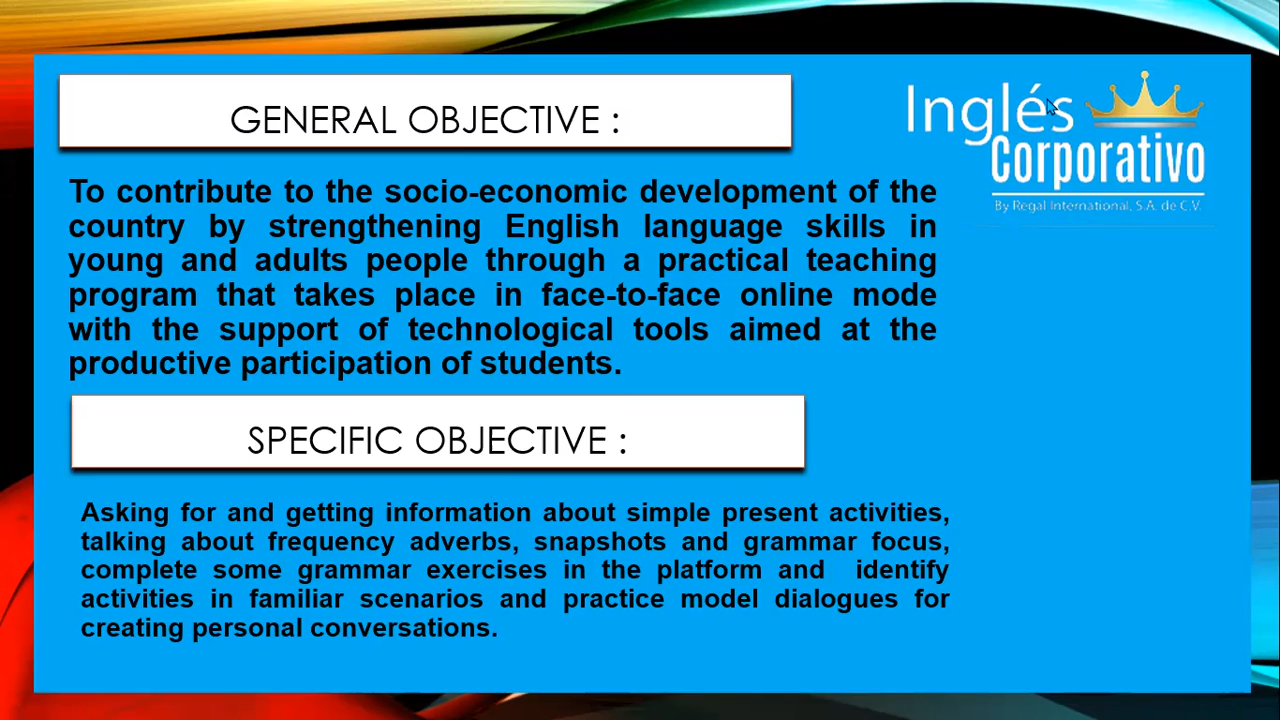 GENERAL OBJECTIVE :
Inglés
Corporativo
By Regal International, S.A. de C.V.
To contribute to the socio-economic development of the
country by strengthening English language skills in
young and adults people through a practical teaching
program that takes place in face-to-face online mode
with the support of technological tools aimed at the
productive participation of students.
SPECIFIC OBJECTIVE :
Asking for and getting information about simple present activities,
talking about frequency adverbs, snapshots and grammar focus,
complete some grammar exercises in the platform and identify
activities in familiar scenarios and practice model dialogues for
creating personal conversations.